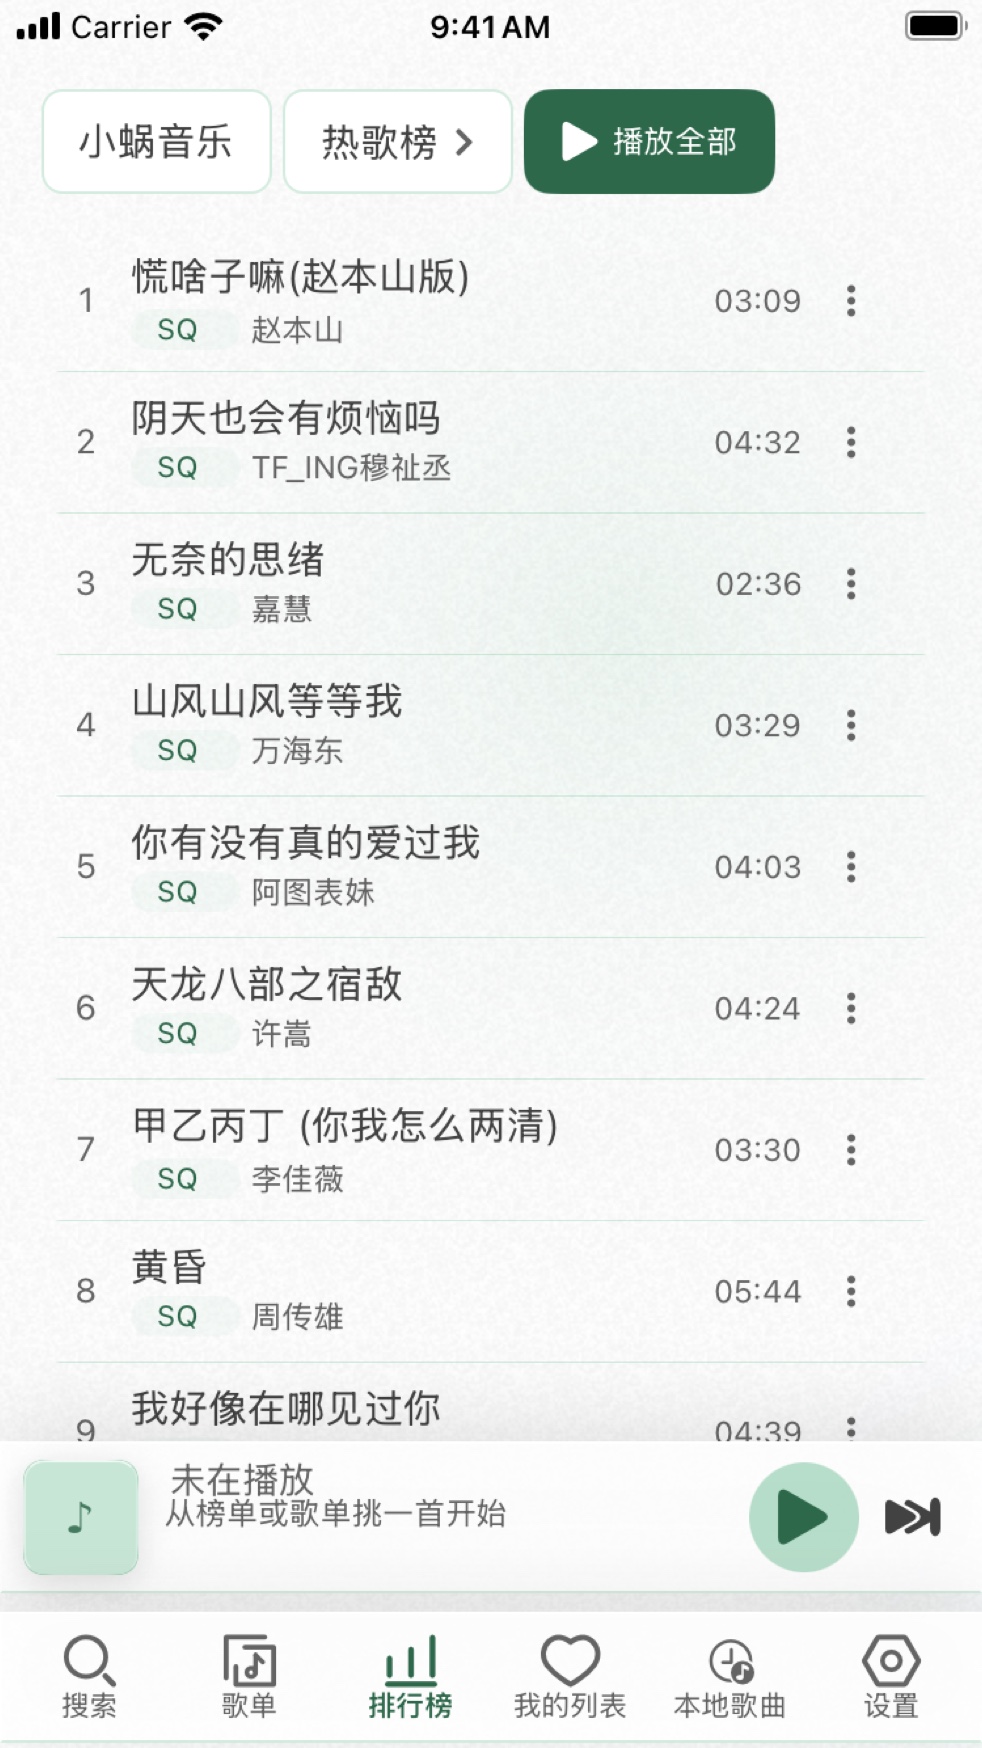 Carrier 9:41 AM
小蜗音乐 热歌榜 播放全部
1 慌啥子嘛(赵本山版) 03:09
SQ 赵本山
2 阴天也会有烦恼吗 04:32
SQ TF_ING穆祉丞
3 无奈的思绪 02:36
SQ 嘉慧
4 山风山风等等我 03:29
SQ 万海东
5 你有没有真的爱过我 04:03
SQ 阿图表妹
6 天龙八部之宿敌 04:24
SQ 许嵩
7 甲乙丙丁 (你我怎么两清) 03:30
SQ 李佳薇
8 黄昏 05:44
SQ 周传雄
9 我好像在哪见过你 04:39
未在播放
从榜单或歌单挑一首开始
搜索 歌单 排行榜 我的列表 本地歌曲 设置